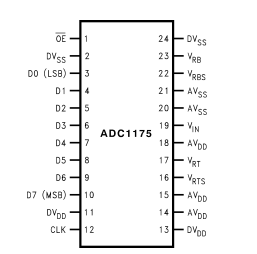 OE 1 24 DVSS
DVSS 2 23 VRB
D0 (LSB) 3 22 VRBS
D1 4 21 AVSS
D2 5 20 AVSS
D3 6 19 VIN
ADC1175
D4 7 18 AVDD
D5 8 17 VRT
D6 9 16 VRTS
D7 (MSB) 10 15 AVDD
DVDD 11 14 AVDD
CLK 12 13 DVDD